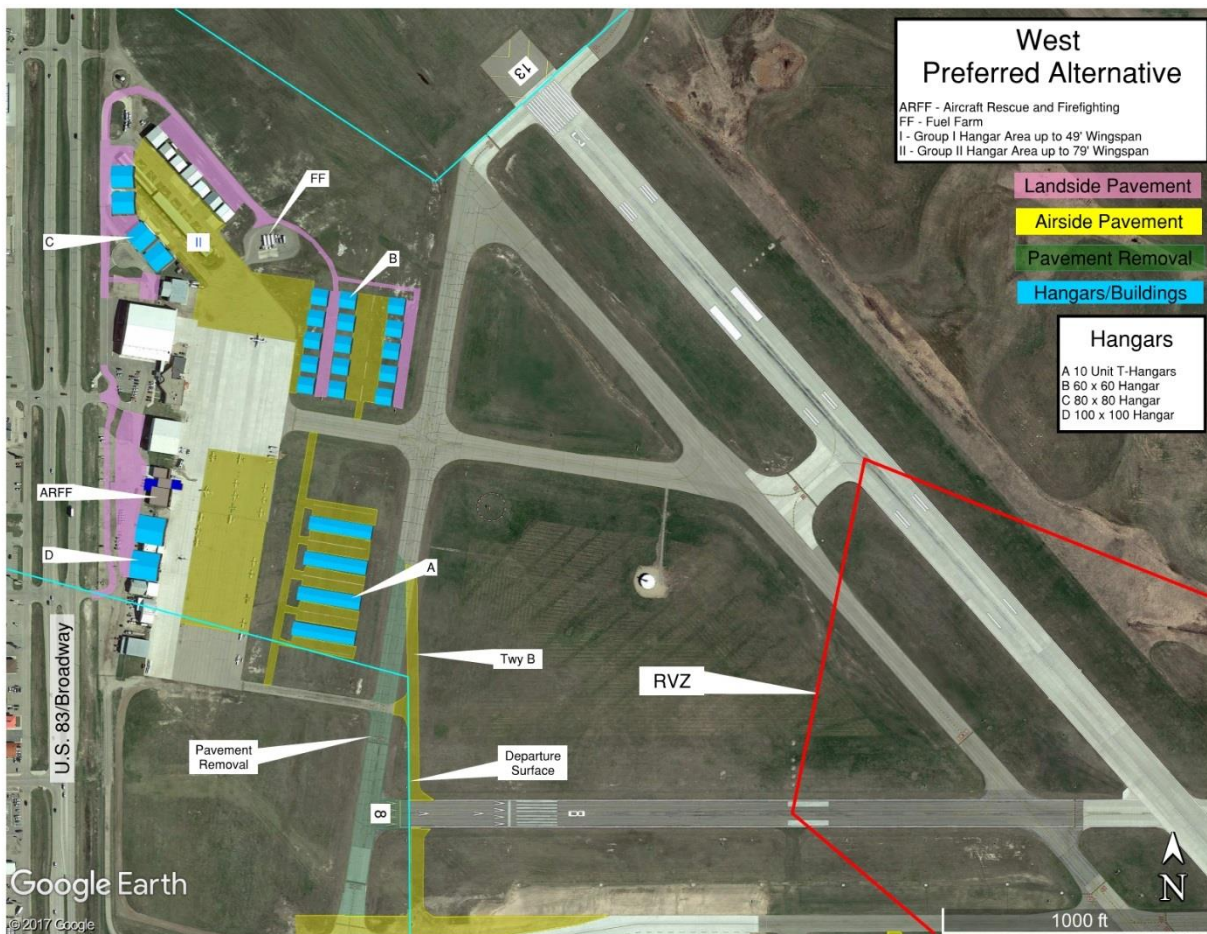 West
Preferred Alternative
ARFF - Aircraft Rescue and Firefighting
FF - Fuel Farm
I - Group I Hangar Area up to 49' Wingspan
II - Group II Hangar Area up to 79' Wingspan
Landside Pavement
Airside Pavement
Pavement Removal
Hangars/Buildings
Hangars
A 10 Unit T-Hangars
B 60 x 60 Hangar
C 80 x 80 Hangar
D 100 x 100 Hangar
13
FF
C
II
B
ARFF
D
A
Twy B
RVZ
U.S. 83/Broadway
Pavement
Removal
Departure
Surface
8
Google Earth
© 2017 Google
N
1000 ft